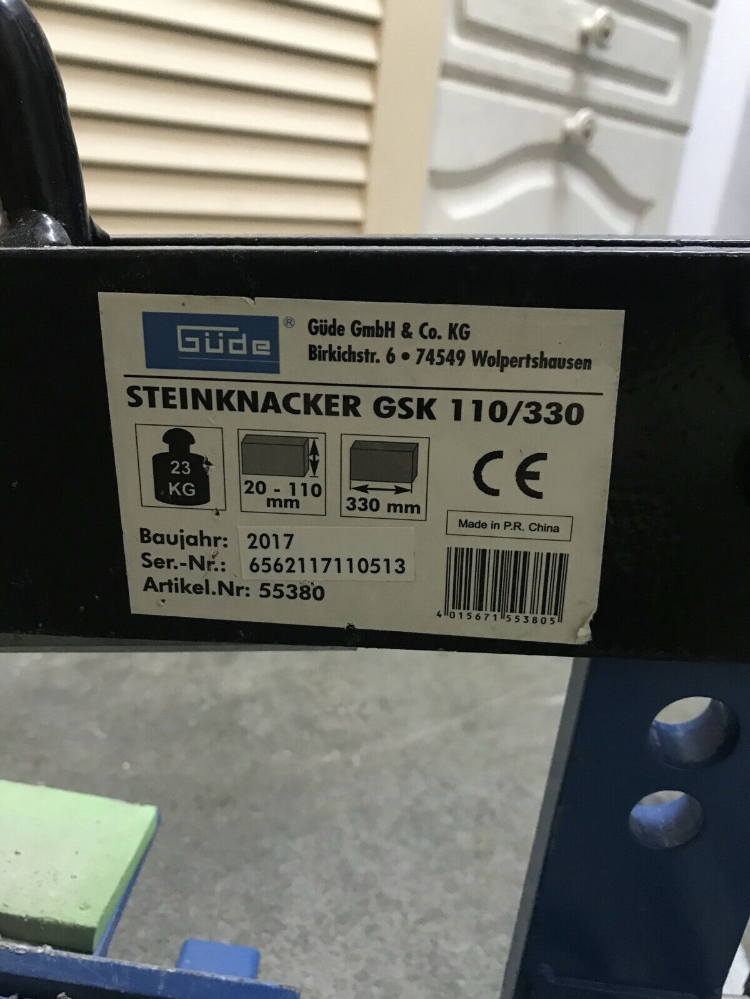 Güde ®
Güde GmbH & Co. KG
Birkichstr. 6 • 74549 Wolpertshausen
STEINKNACKER GSK 110/330
23
KG
20 - 110
mm
330 mm
CE
Made in P.R. China
Baujahr: 2017
Ser.-Nr.: 6562117110513
Artikel.Nr: 55380
4 015671 553805